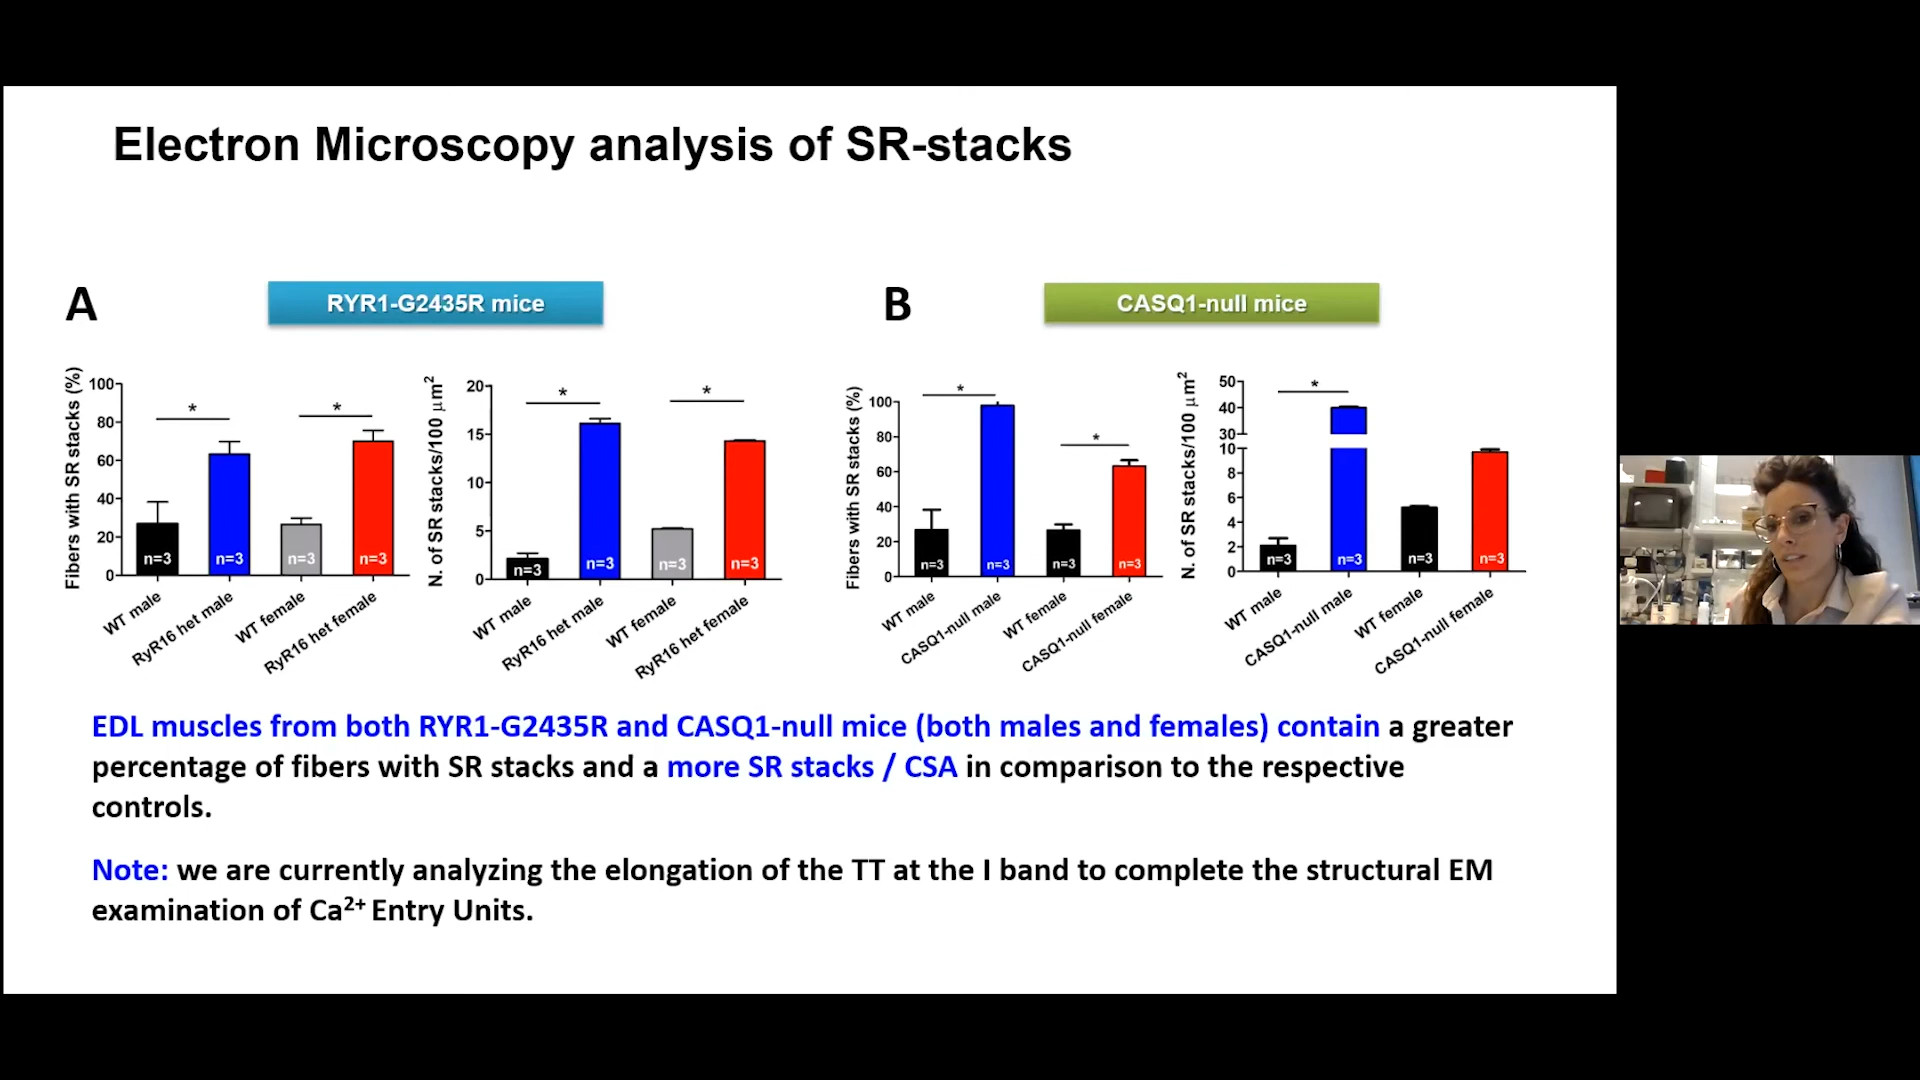 Electron Microscopy analysis of SR-stacks
A
RYR1-G2435R mice
B
CASQ1-null mice
Fibers with SR stacks (%)
100
80
60
40
20
0
*
*
n=3
n=3
n=3
n=3
WT male
RyR16 het male
WT female
RyR16 het female
N. of SR stacks/100 µm²
20
15
10
5
0
*
*
n=3
n=3
n=3
n=3
WT male
RyR16 het male
WT female
RyR16 het female
Fibers with SR stacks (%)
100
80
60
40
20
0
*
*
n=3
n=3
n=3
n=3
WT male
CASQ1-null male
WT female
CASQ1-null female
N. of SR stacks/100 µm²
50
40
30
10
8
6
4
2
0
*
n=3
n=3
n=3
n=3
WT male
CASQ1-null male
WT female
CASQ1-null female
EDL muscles from both RYR1-G2435R and CASQ1-null mice (both males and females) contain a greater
percentage of fibers with SR stacks and a more SR stacks / CSA in comparison to the respective
controls.
Note: we are currently analyzing the elongation of the TT at the I band to complete the structural EM
examination of Ca²⁺ Entry Units.